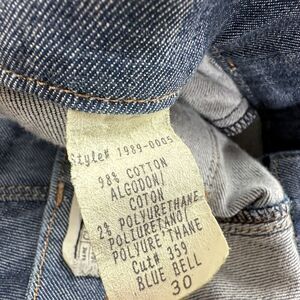 Style# 1989-0005
98% COTTON
ALGODON/
COTON
2% POLYURETHANE
POLIURETANO/
POLYURETHANE
Cut# 359
BLUE BELL
30